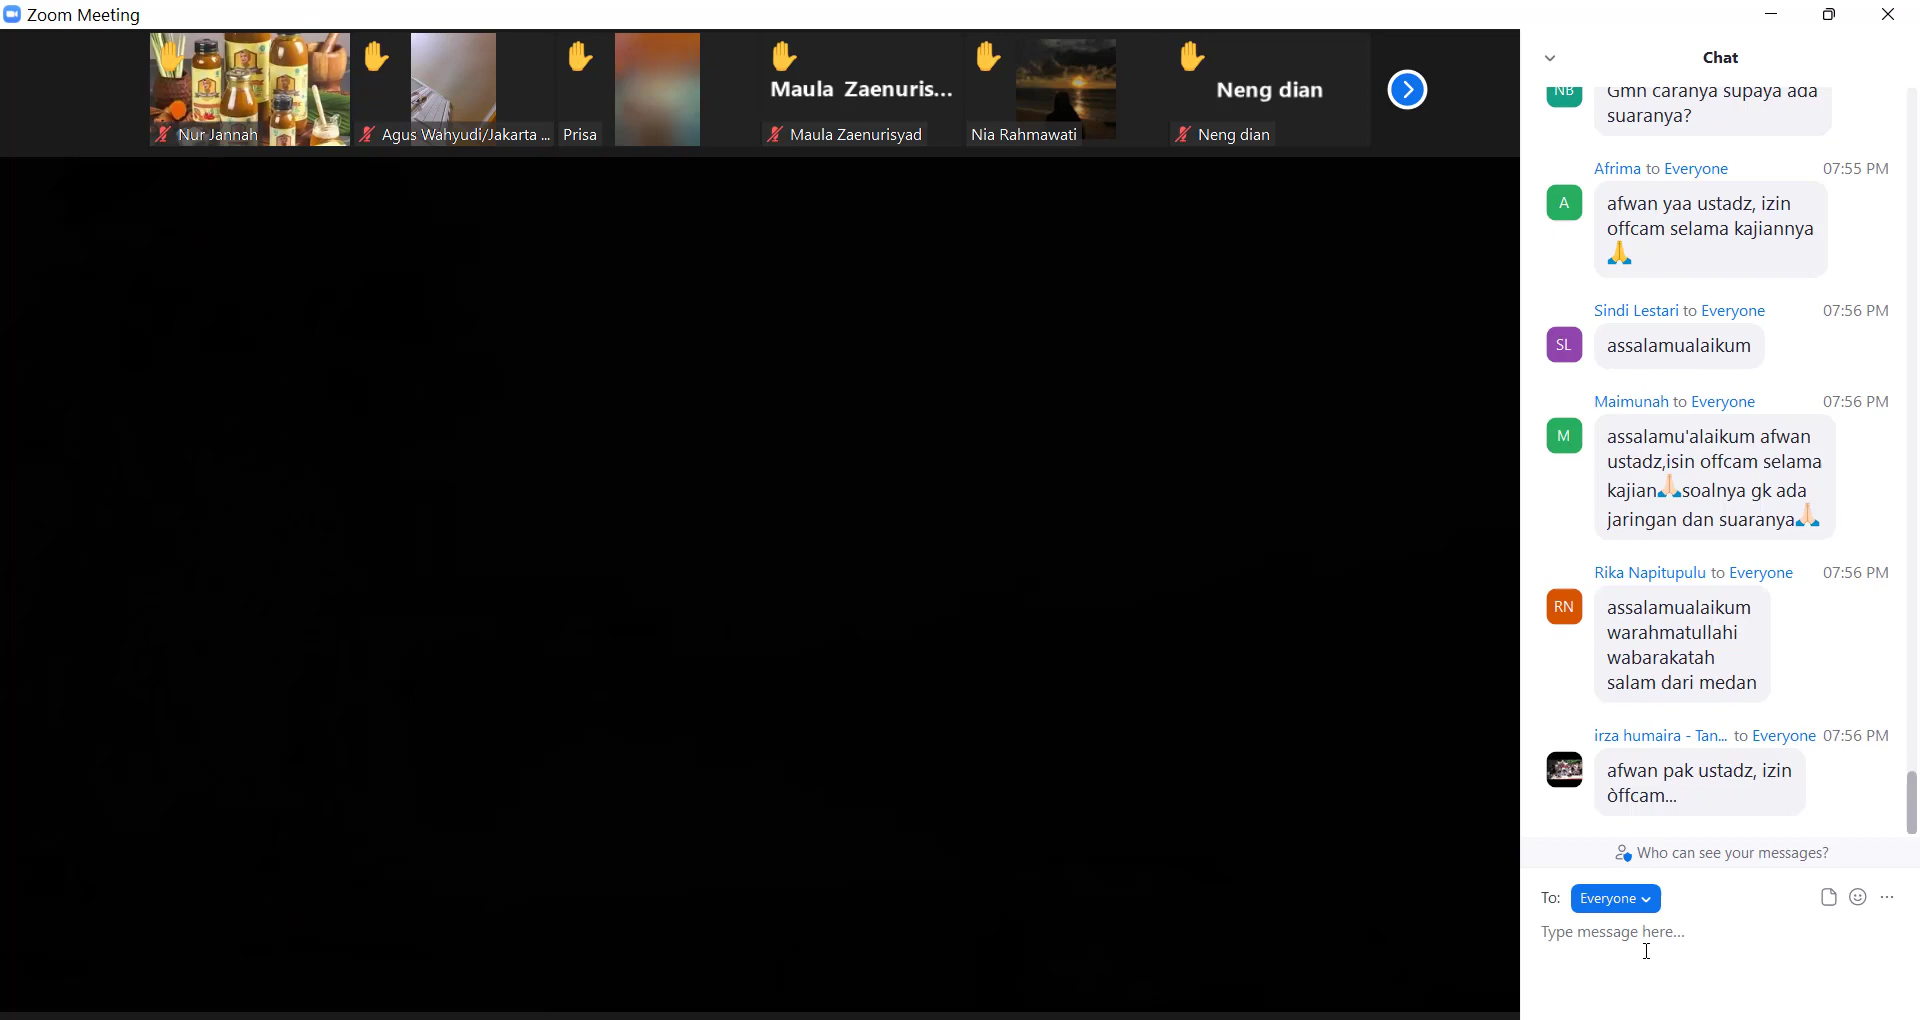 Zoom Meeting
Nur Jannah
Agus Wahyudi/Jakarta ...
Prisa
Maula Zaenuris...
Maula Zaenurisyad
Nia Rahmawati
Neng dian
Neng dian
Chat
NB
Gmn caranya supaya ada
suaranya?
Afrima to Everyone 07:55 PM
A
afwan yaa ustadz, izin
offcam selama kajiannya
🙏
Sindi Lestari to Everyone 07:56 PM
SL
assalamualaikum
Maimunah to Everyone 07:56 PM
M
assalamu'alaikum afwan
ustadz,isin offcam selama
kajian🙏🏻soalnya gk ada
jaringan dan suaranya🙏🏻
Rika Napitupulu to Everyone 07:56 PM
RN
assalamualaikum
warahmatullahi
wabarakatah
salam dari medan
irza humaira - Tan... to Everyone 07:56 PM
afwan pak ustadz, izin
òffcam...
Who can see your messages?
To: Everyone
Type message here...